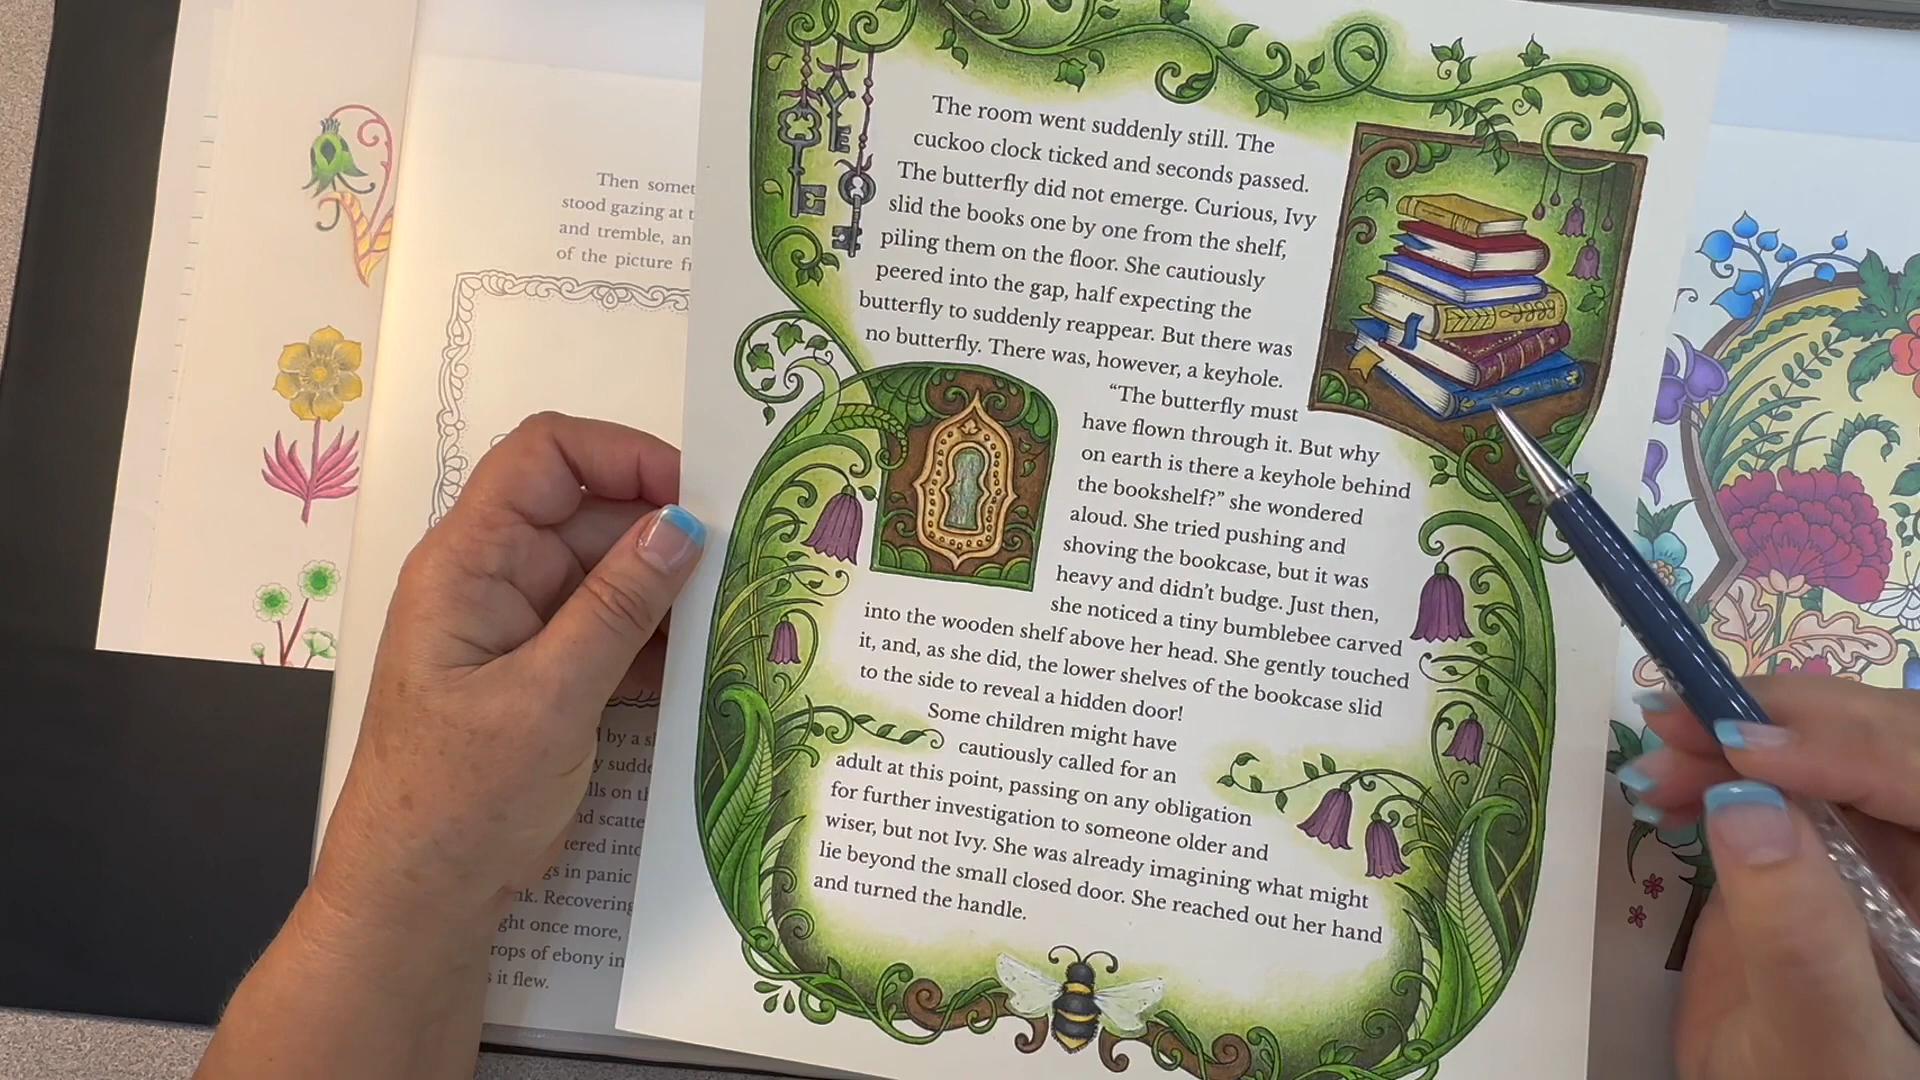 Then
stood gazing at
and tremble,
of the picture
by a
y
lls on
nd
tered into
gs in panic
nk. Recovering
ght once more,
rops of ebony in
s it flew.
The room went suddenly still. The
cuckoo clock ticked and seconds passed.
The butterfly did not emerge. Curious, Ivy
slid the books one by one from the shelf,
piling them on the floor. She cautiously
peered into the gap, half expecting the
butterfly to suddenly reappear. But there was
no butterfly. There was, however, a keyhole.
“The butterfly must
have flown through it. But why
on earth is there a keyhole behind
the bookshelf?” she wondered
aloud. She tried pushing and
shoving the bookcase, but it was
heavy and didn’t budge. Just then,
she noticed a tiny bumblebee carved
into the wooden shelf above her head. She gently touched
it, and, as she did, the lower shelves of the bookcase slid
to the side to reveal a hidden door!
Some children might have
cautiously called for an
adult at this point, passing on any obligation
for further investigation to someone older and
wiser, but not Ivy. She was already imagining what might
lie beyond the small closed door. She reached out her hand
and turned the handle.